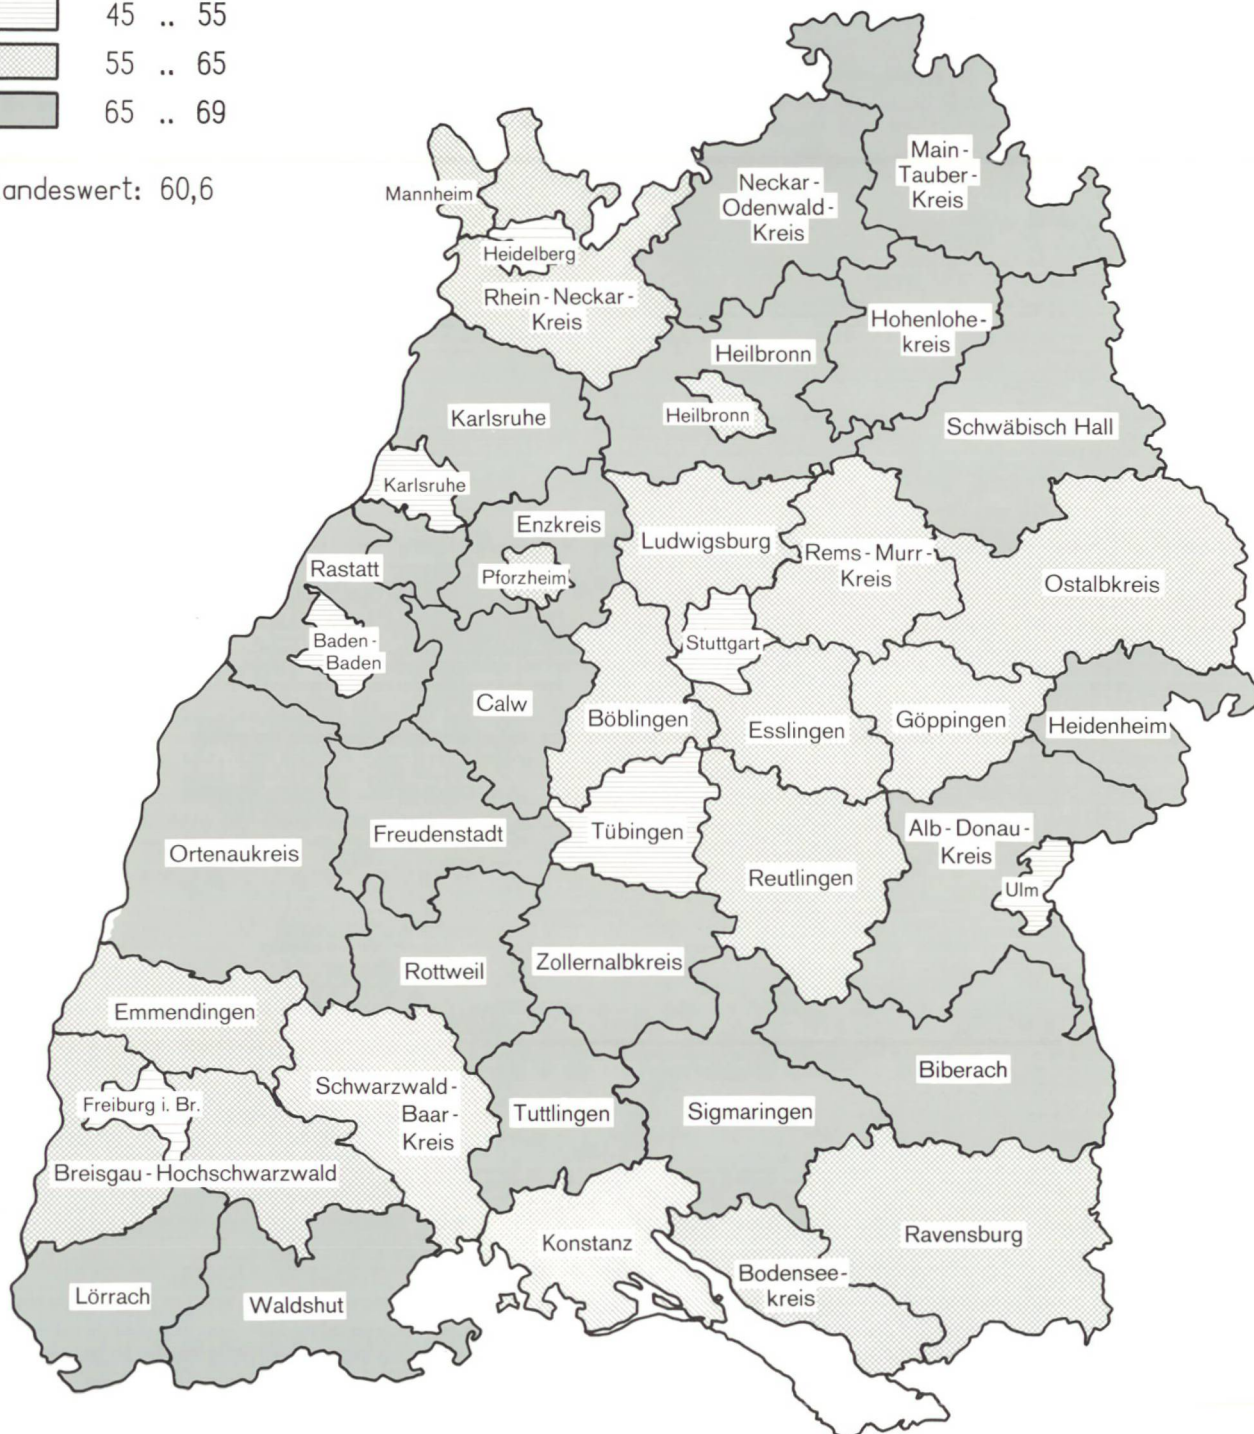 45 .. 55
55 .. 65
65 .. 69
andeswert: 60,6
Main-
Tauber-
Kreis
Neckar-
Odenwald-
Kreis
Mannheim
Heidelberg
Rhein-Neckar-
Kreis
Hohenlohe-
kreis
Heilbronn
Heilbronn
Karlsruhe
Schwäbisch Hall
Karlsruhe
Enzkreis
Ludwigsburg
Rems-Murr-
Kreis
Rastatt
Pforzheim
Ostalbkreis
Baden-
Baden
Stuttgart
Calw
Böblingen
Esslingen
Göppingen
Heidenheim
Freudenstadt
Tübingen
Alb-Donau-
Kreis
Ortenaukreis
Reutlingen
Ulm
Rottweil
Zollernalbkreis
Emmendingen
Schwarzwald-
Baar-
Kreis
Biberach
Freiburg i. Br.
Tuttlingen
Sigmaringen
Breisgau-Hochschwarzwald
Konstanz
Ravensburg
Bodensee-
kreis
Lörrach
Waldshut